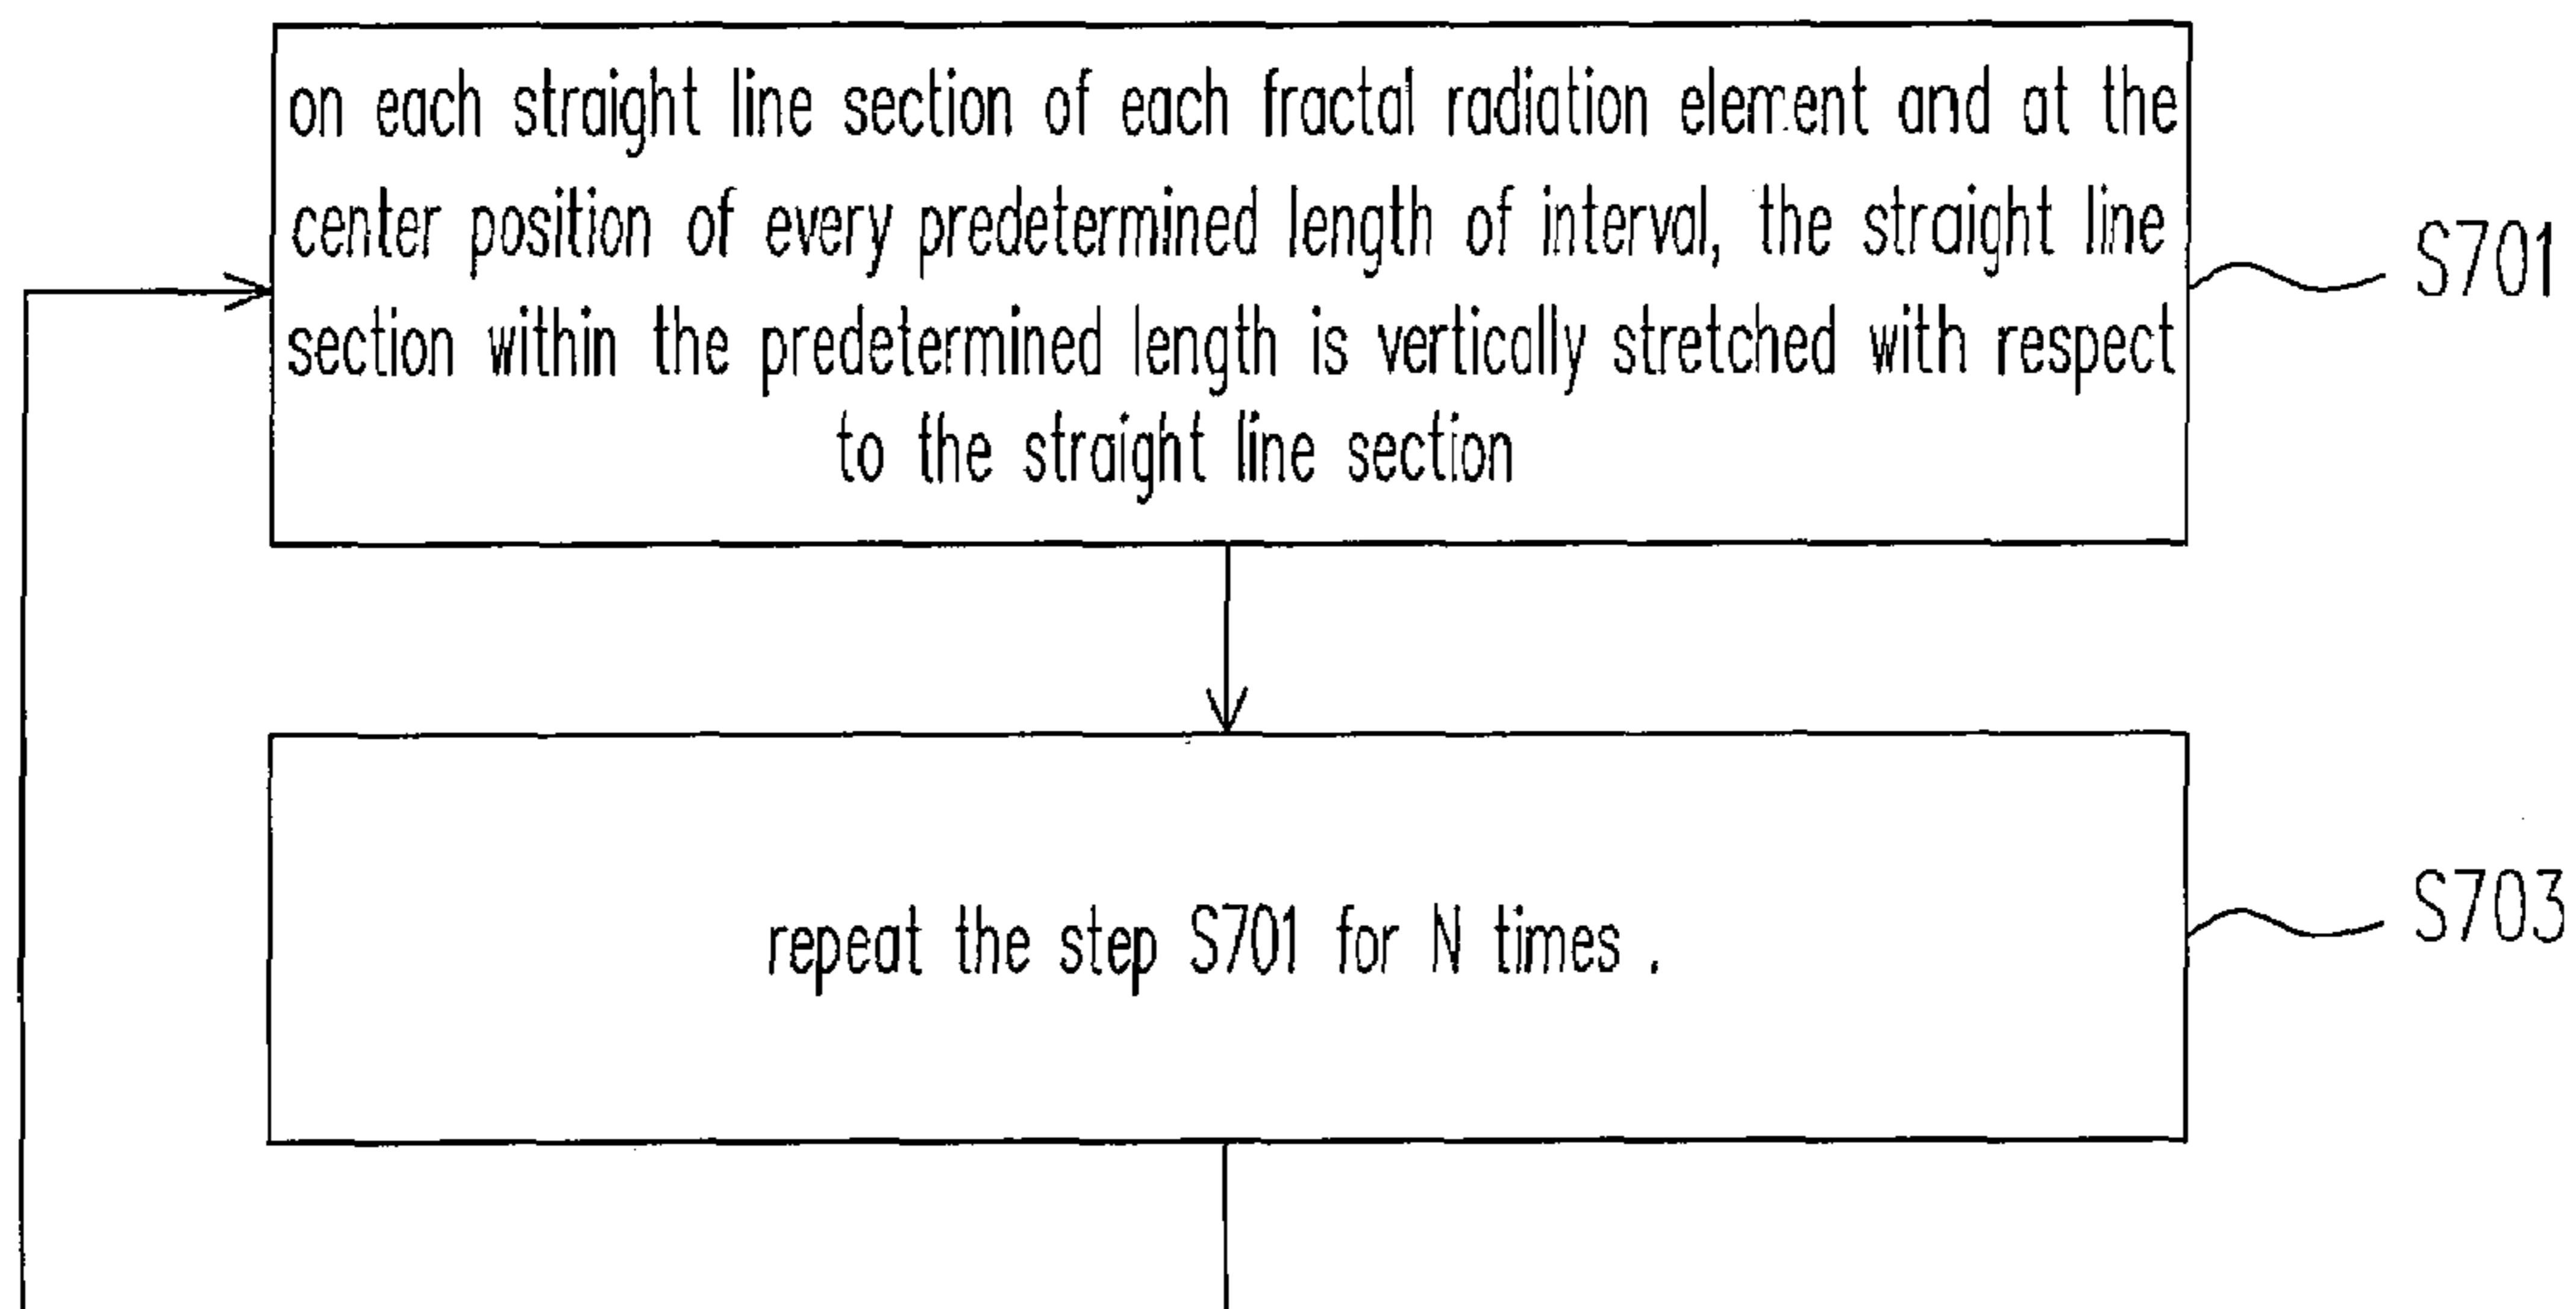 on each straight line section of each fractal radiation element and at the
center position of every predetermined length of interval, the straight line
section within the predetermined length is vertically stretched with respect
to the straight line section
S701
repeat the step S701 for N times .
S703